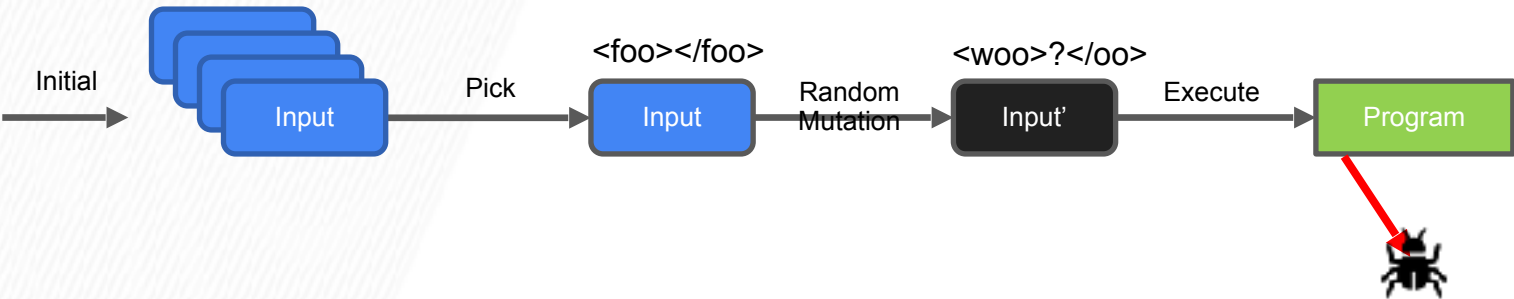 Initial
Input
Pick
<foo></foo>
Input
Random
Mutation
<woo>?</oo>
Input’
Execute
Program